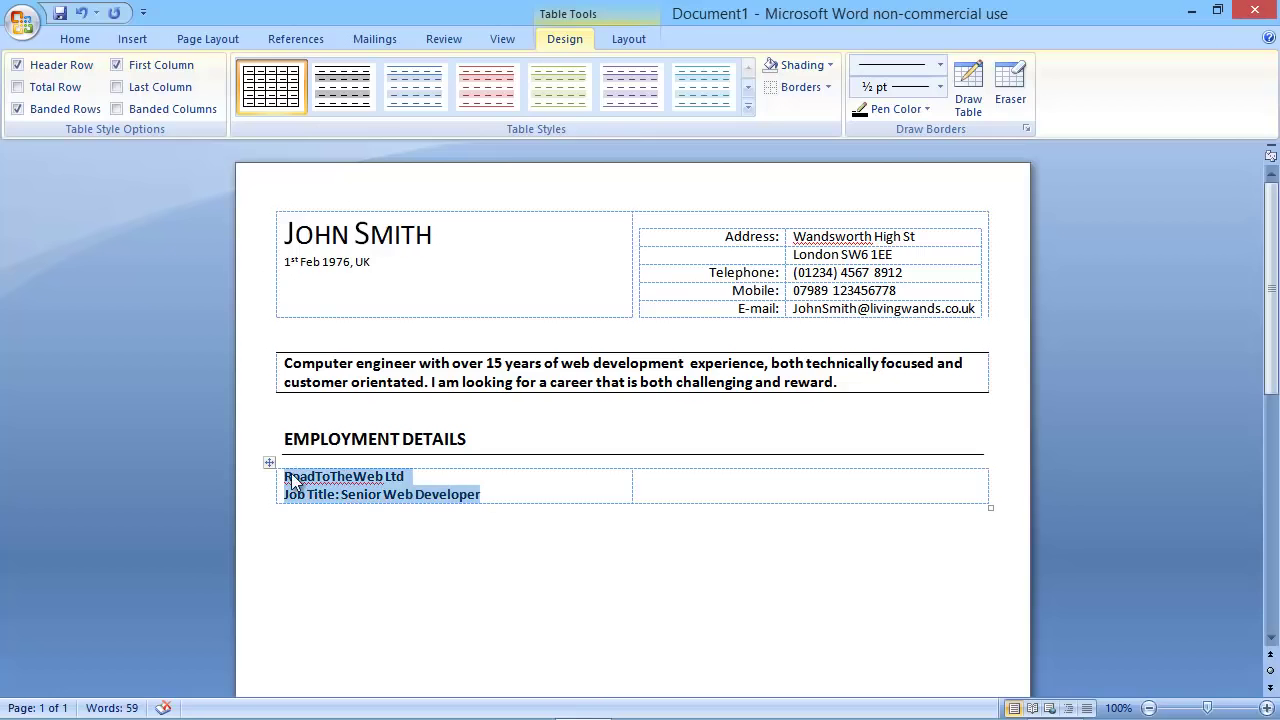 Table Tools
Document1 - Microsoft Word non-commercial use
Home Insert Page Layout References Mailings Review View Design Layout
Header Row First Column
Total Row Last Column
Banded Rows Banded Columns
Table Style Options
Table Styles
Shading
Borders
½ pt
Pen Color
Draw Table
Eraser
Draw Borders
JOHN SMITH
1st Feb 1976, UK
Address: Wandsworth High St
London SW6 1EE
Telephone: (01234) 4567 8912
Mobile: 07989 123456778
E-mail: JohnSmith@livingwands.co.uk
Computer engineer with over 15 years of web development experience, both technically focused and
customer orientated. I am looking for a career that is both challenging and reward.
EMPLOYMENT DETAILS
RoadToTheWeb Ltd
Job Title: Senior Web Developer
Page: 1 of 1 Words: 59 100%